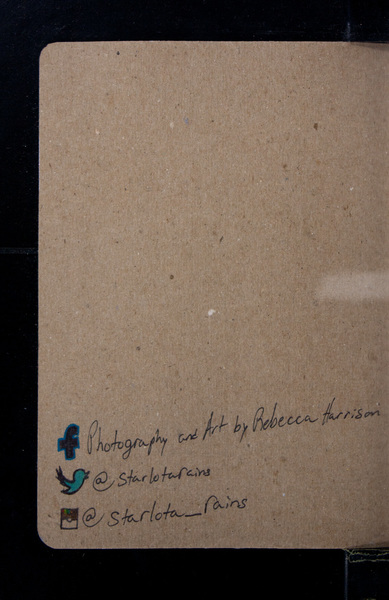 Photography and Art by Rebecca Harrison
@starlotarains
@starlota_rains